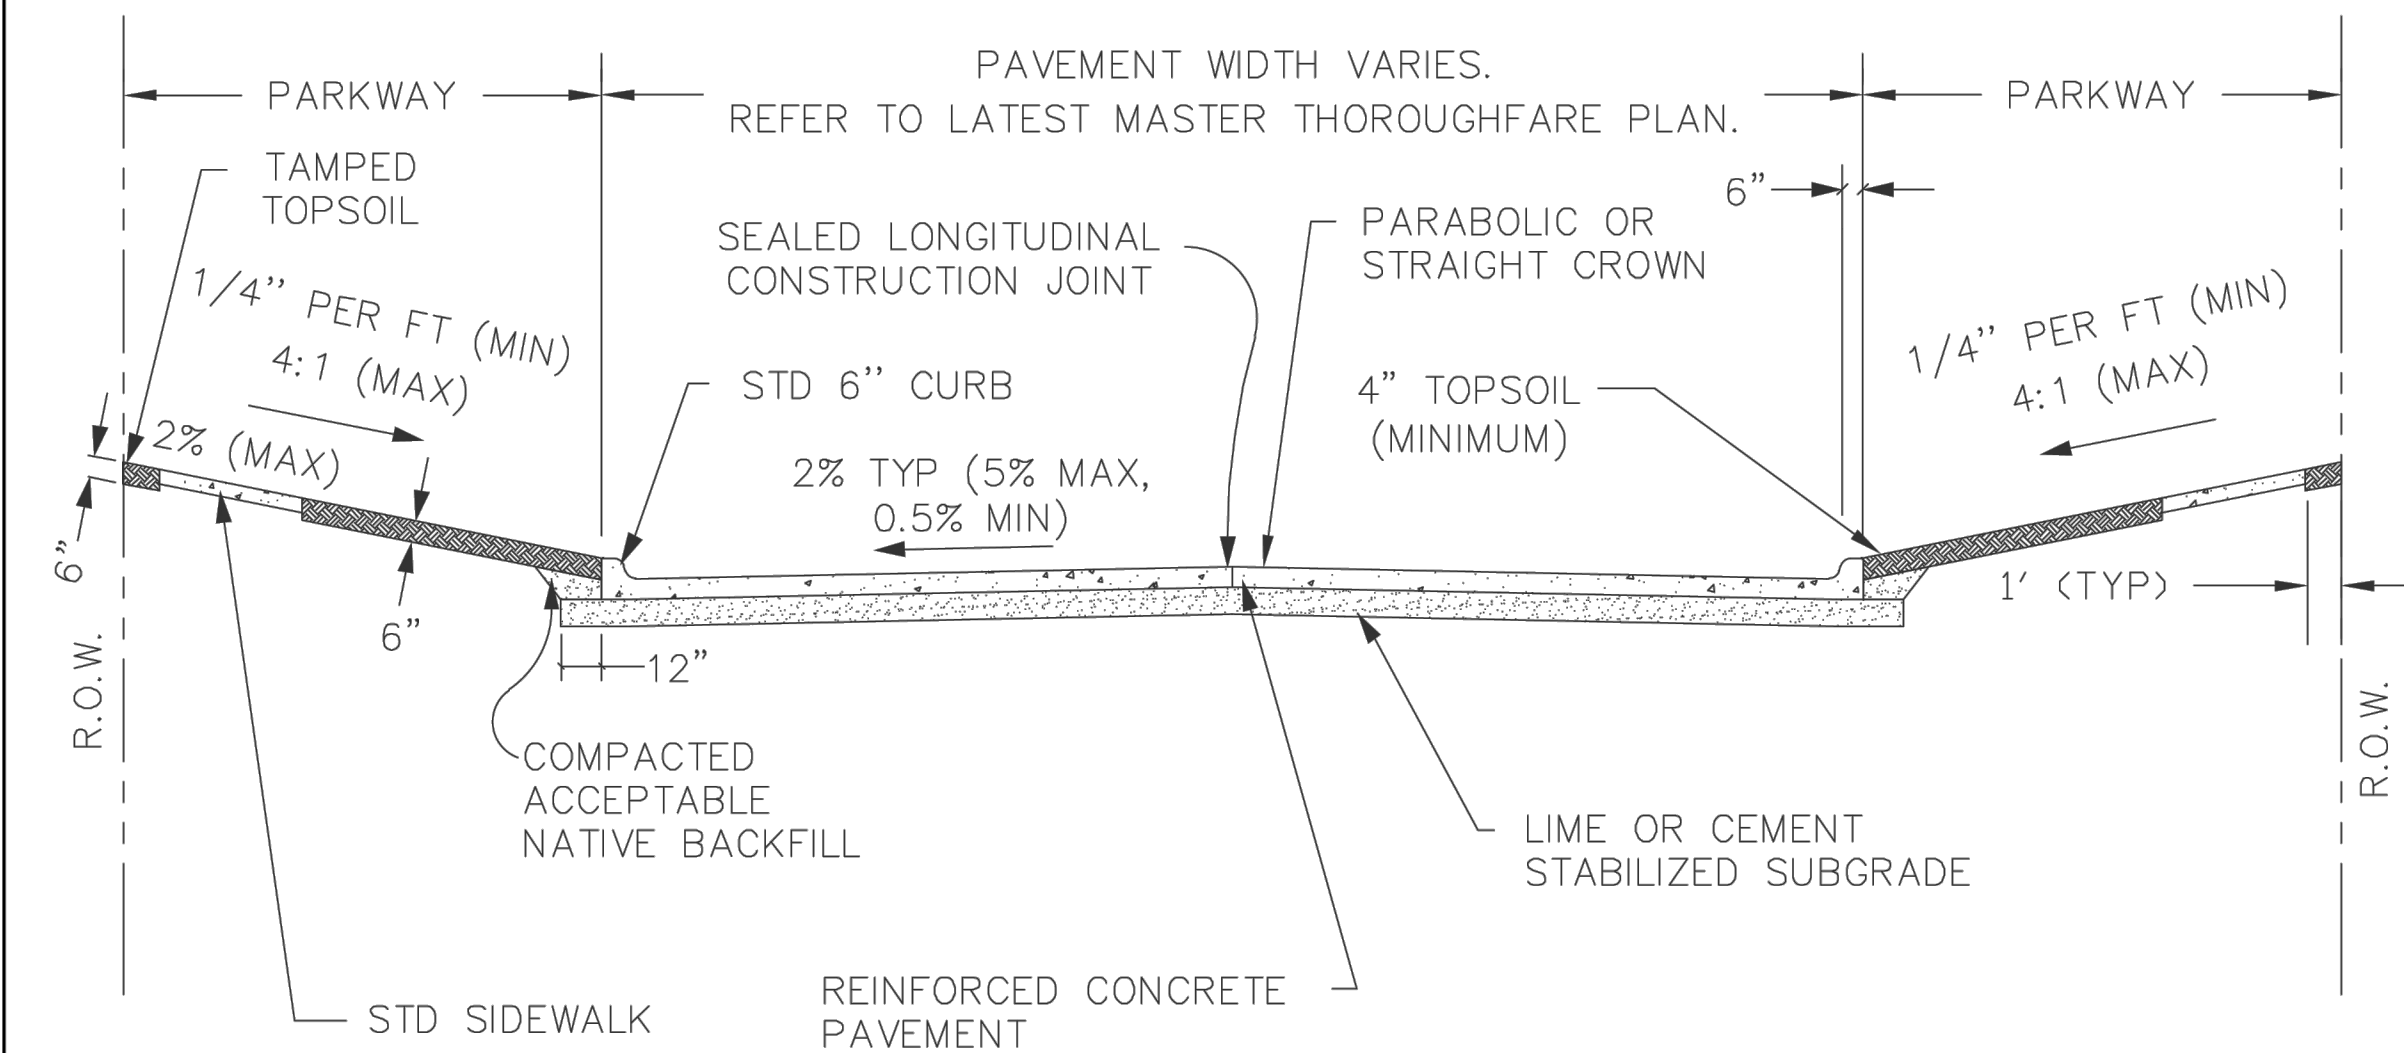 PAVEMENT WIDTH VARIES.
REFER TO LATEST MASTER THOROUGHFARE PLAN.
PARKWAY
PARKWAY
TAMPED
TOPSOIL
6”
SEALED LONGITUDINAL
CONSTRUCTION JOINT
PARABOLIC OR
STRAIGHT CROWN
1/4” PER FT (MIN)
4:1 (MAX)
1/4” PER FT (MIN)
4:1 (MAX)
STD 6” CURB
4” TOPSOIL
(MINIMUM)
2% (MAX)
2% TYP (5% MAX,
0.5% MIN)
6”
6”
1’ (TYP)
12”
R.O.W.
R.O.W.
COMPACTED
ACCEPTABLE
NATIVE BACKFILL
LIME OR CEMENT
STABILIZED SUBGRADE
STD SIDEWALK
REINFORCED CONCRETE
PAVEMENT